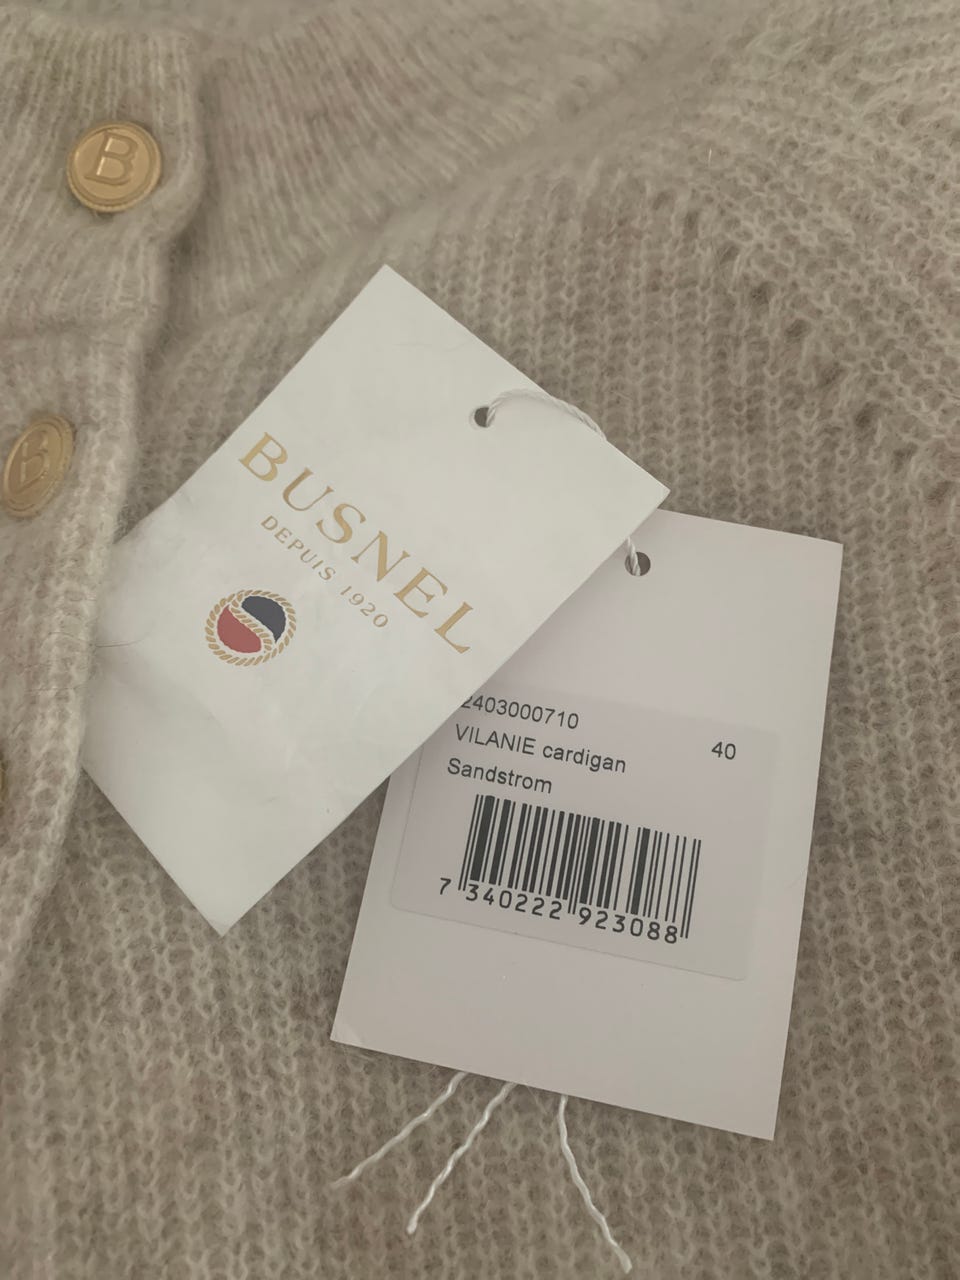 B
B
BUSNEL
DEPUIS 1920
2403000710
VILANIE cardigan
40
Sandstrom
7 340222 923088